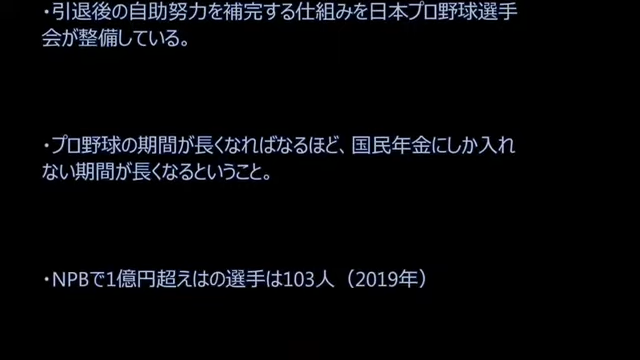 ・引退後の自助努力を補完する仕組みを日本プロ野球選手
会が整備している。
・プロ野球の期間が長くなればなるほど、国民年金にしか入れ
ない期間が長くなるということ。
・NPBで1億円超えはの選手は103人（2019年）